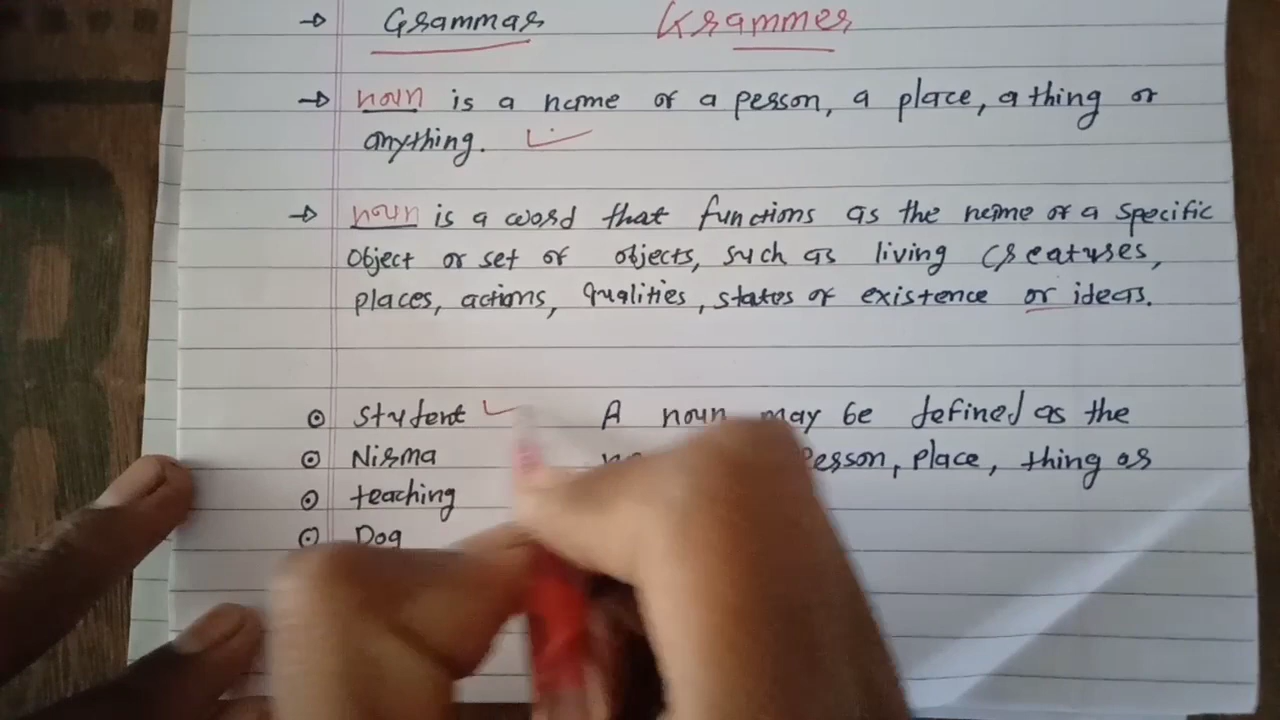 → Grammar Krammer
→ noun is a name of a person, a place, a thing or
anything.
→ noun is a word that functions as the name of a specific
object or set of objects, such as living creatures,
places, actions, qualities, states of existence or ideas.
⊙ Student A noun may be defined as the
⊙ Nirma Person, place, thing as
⊙ teaching
⊙ Dog